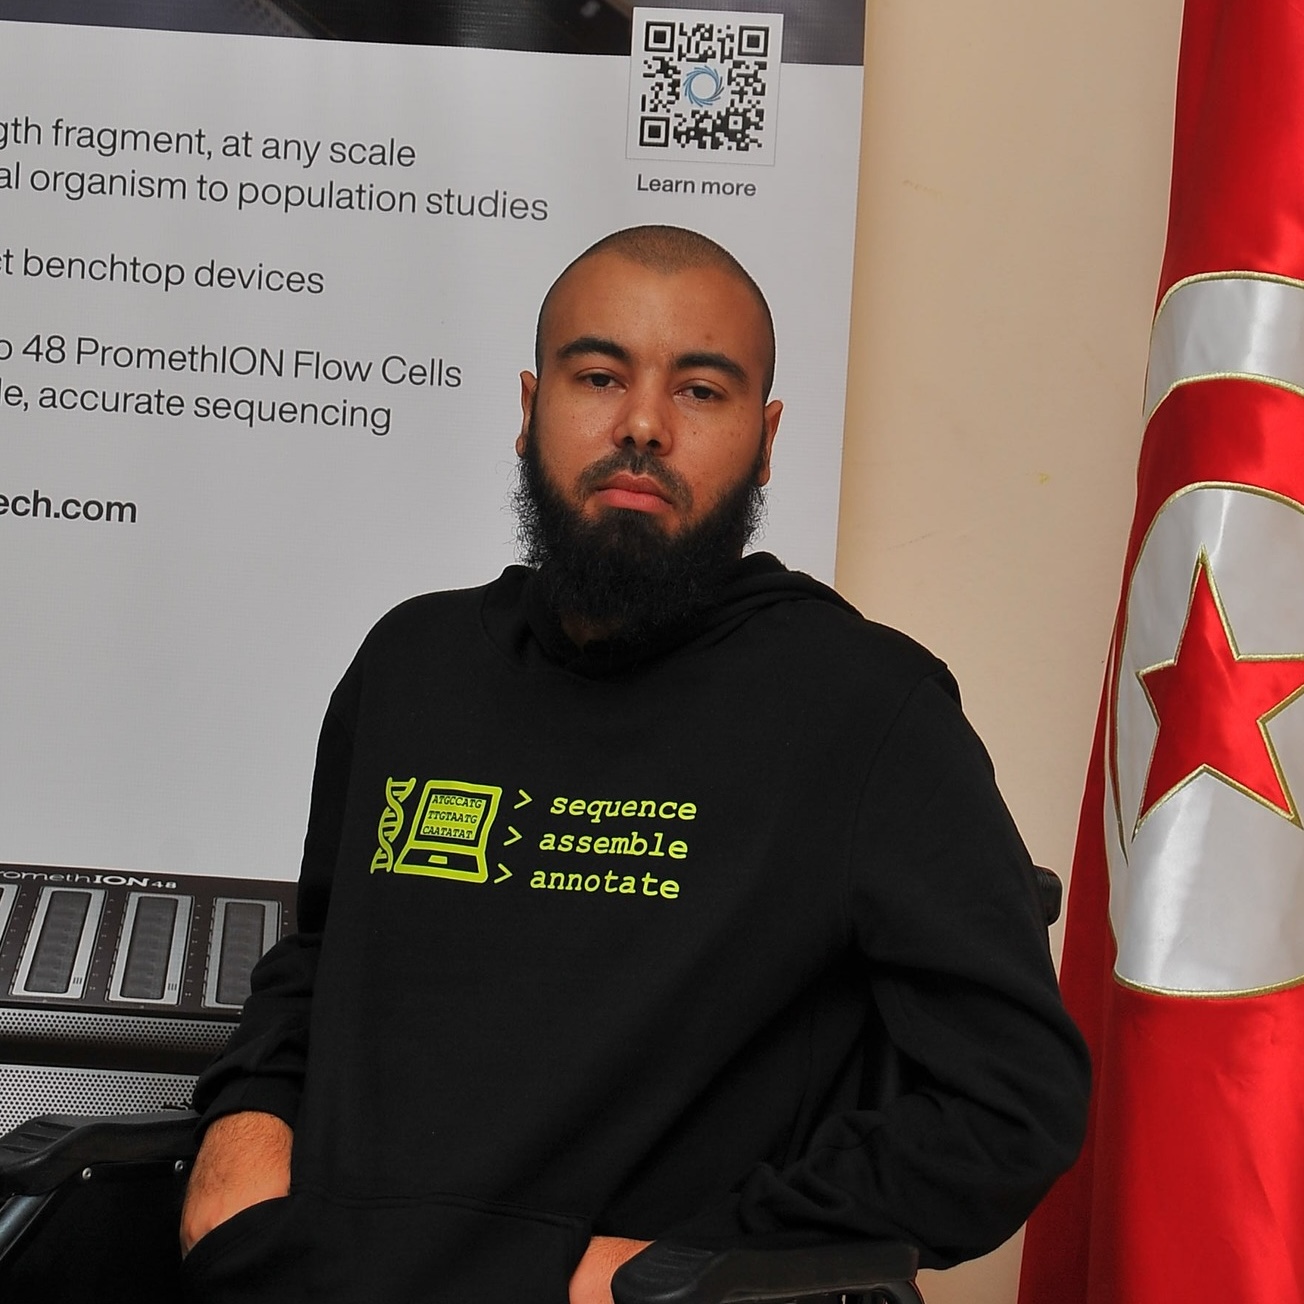 gth fragment, at any scale
al organism to population studies
t benchtop devices
o 48 PromethION Flow Cells
le, accurate sequencing
ech.com
Learn more
ATGCCATG
TTGTAATG
CAATATAT
> sequence
> assemble
> annotate
romethION 48